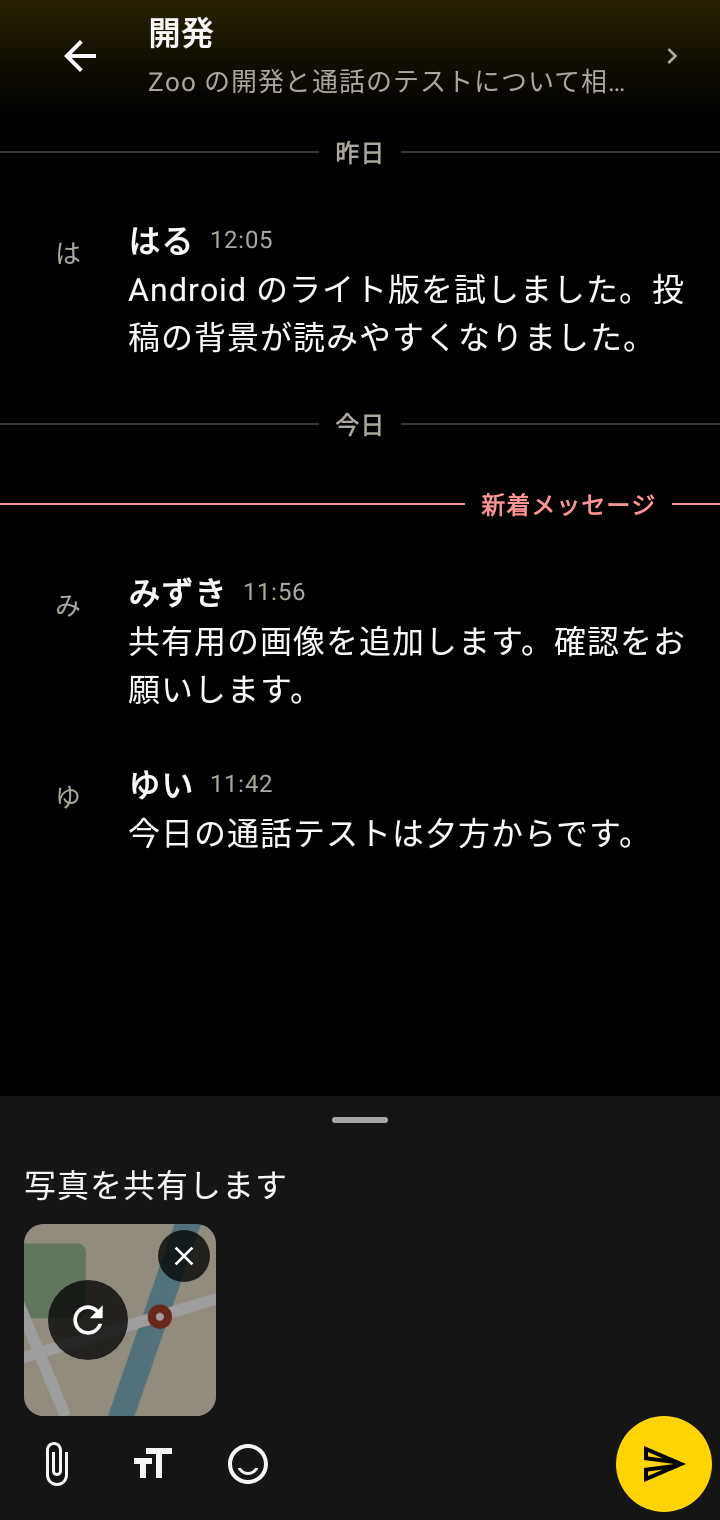 開発
Zoo の開発と通話のテストについて相…
昨日
は
はる 12:05
Android のライト版を試しました。投
稿の背景が読みやすくなりました。
今日
新着メッセージ
み
みずき 11:56
共有用の画像を追加します。確認をお
願いします。
ゆ
ゆい 11:42
今日の通話テストは夕方からです。
写真を共有します